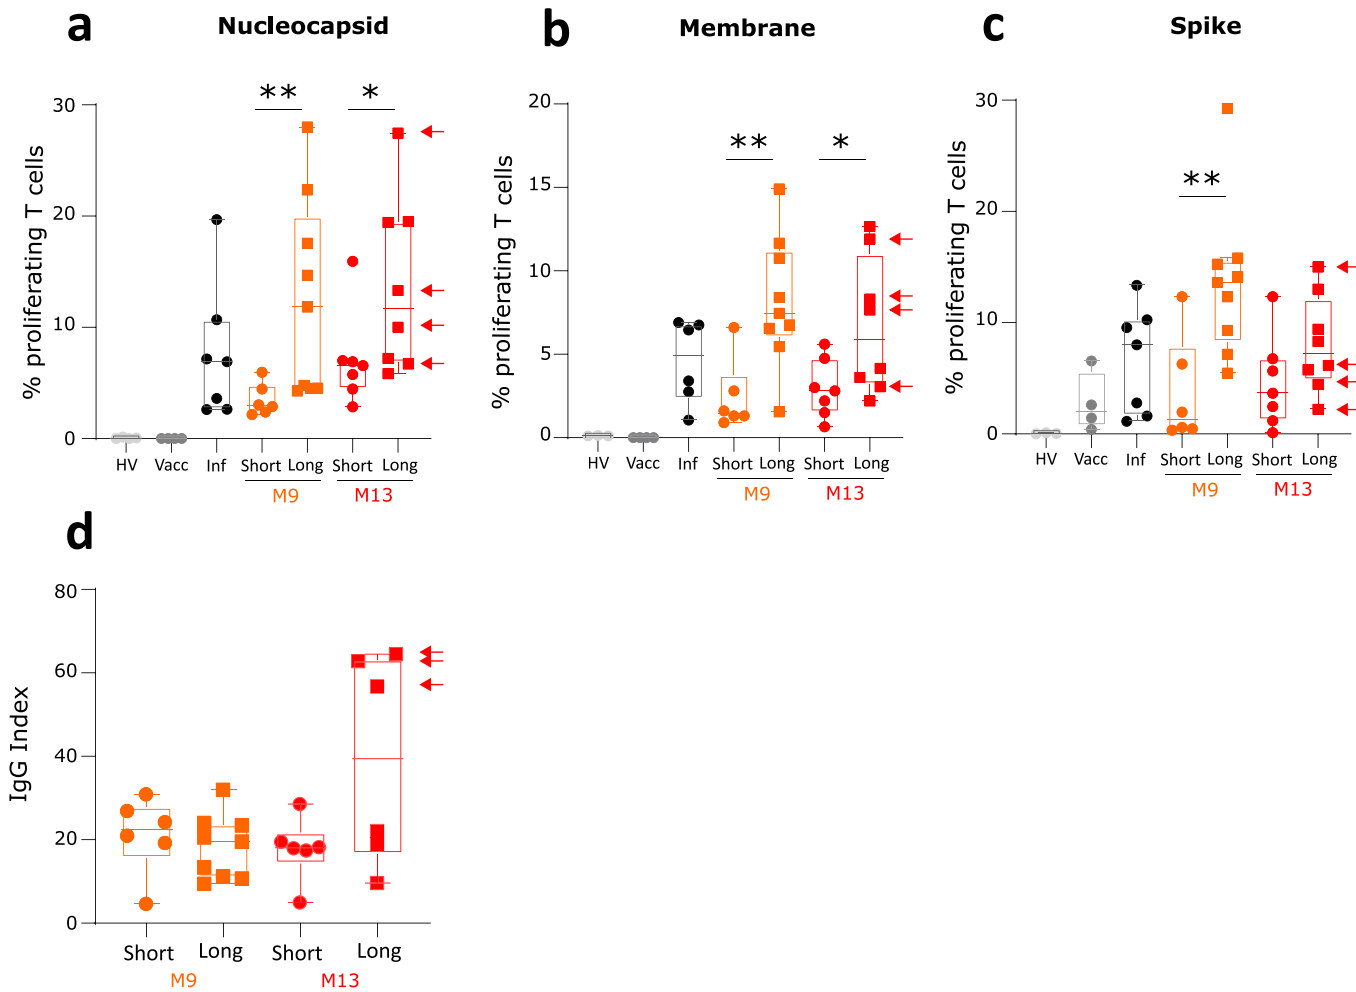 a Nucleocapsid
% proliferating T cells
30
20
10
0
** *
HV Vacc Inf Short Long Short Long
M9 M13
b Membrane
% proliferating T cells
20
15
10
5
0
** *
HV Vacc Inf Short Long Short Long
M9 M13
c Spike
% proliferating T cells
30
20
10
0
**
HV Vacc Inf Short Long Short Long
M9 M13
d
IgG Index
80
60
40
20
0
Short Long Short Long
M9 M13